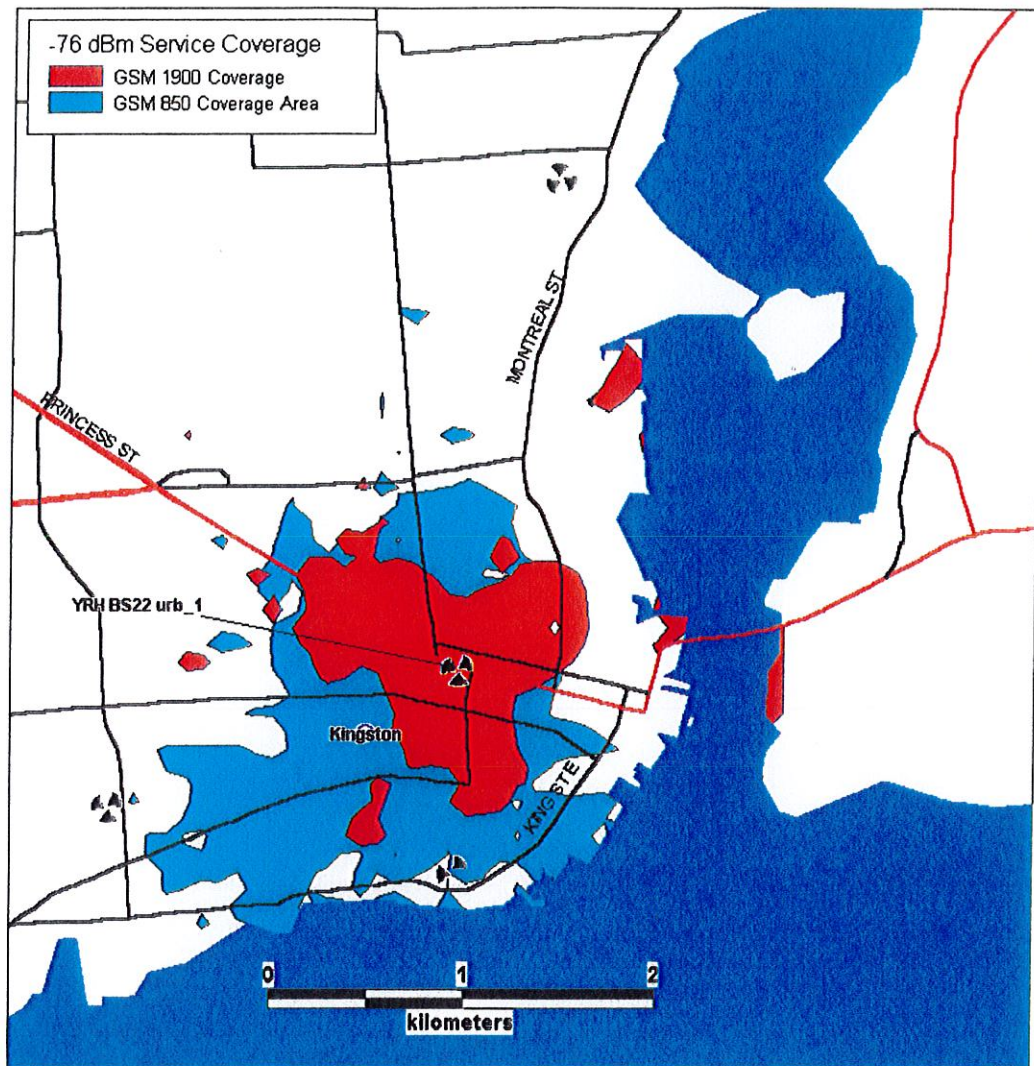 -76 dBm Service Coverage
GSM 1900 Coverage
GSM 850 Coverage Area
MONTREAL ST
PRINCESS ST
YRH BS22 urb_1
Kingston
KING ST E
0 1 2
kilometers